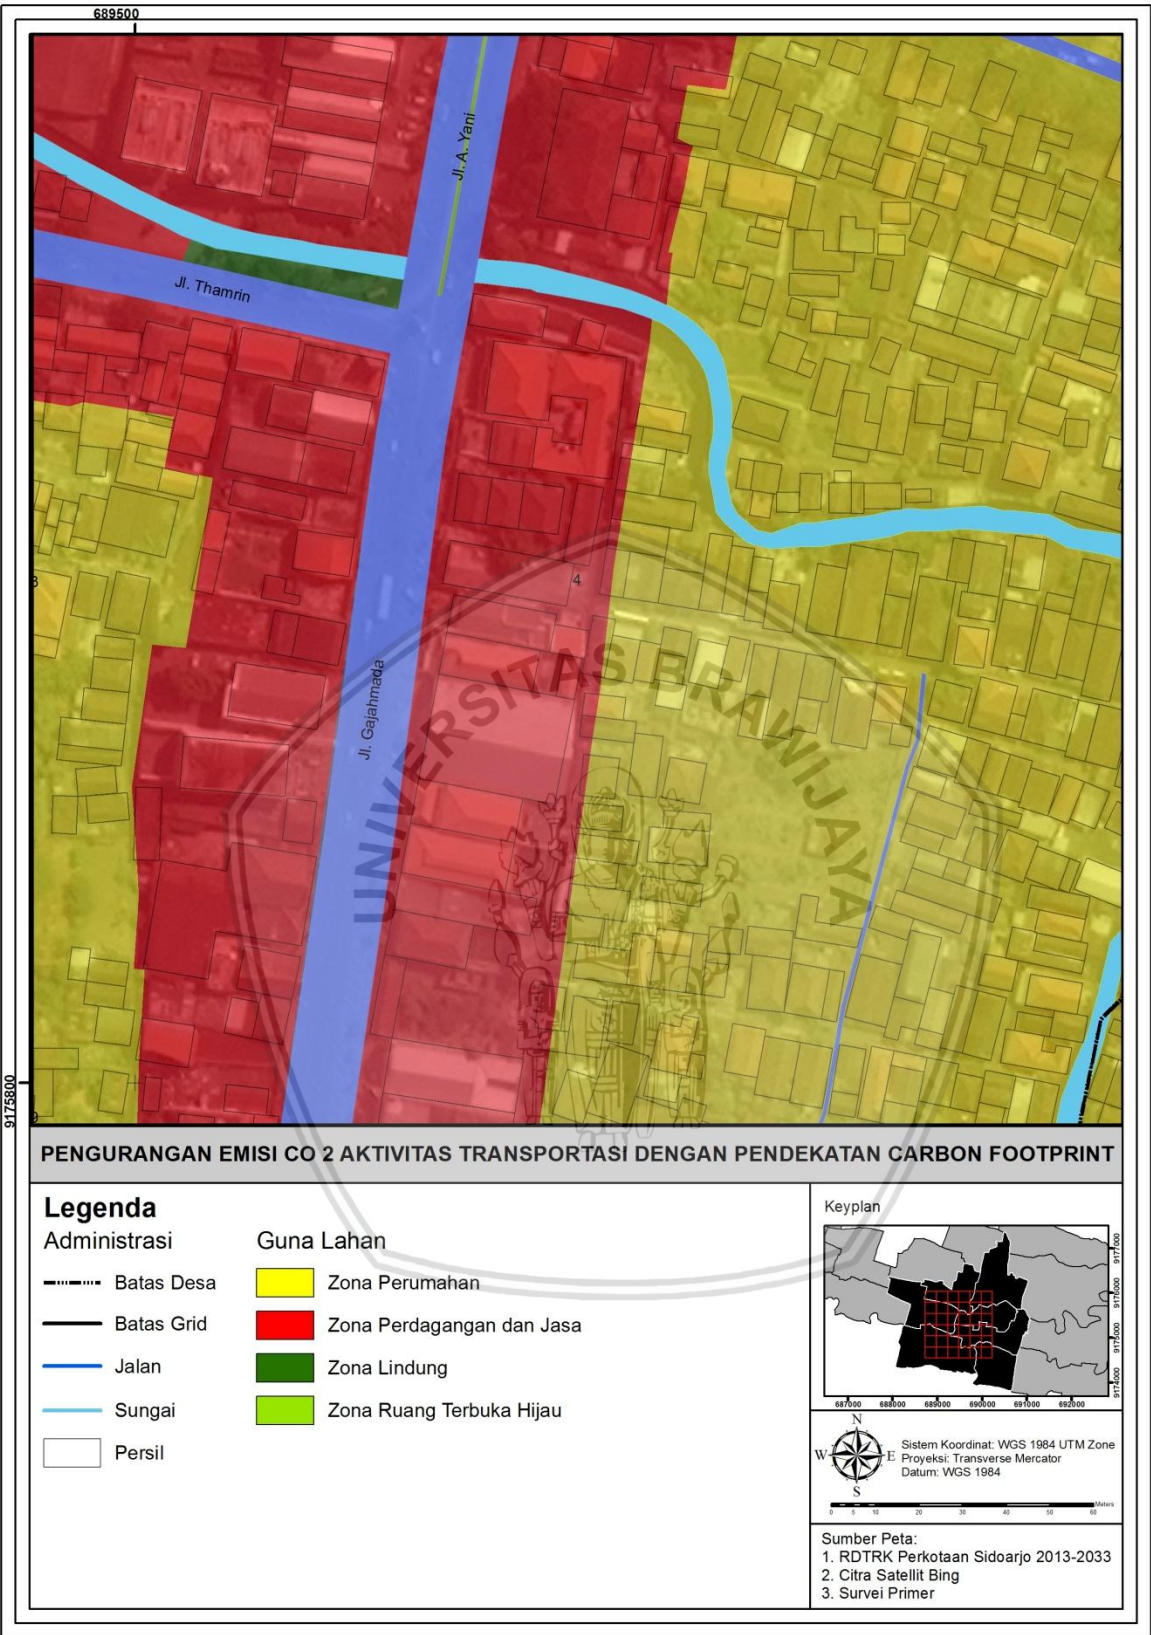 689500
Jl. A. Yani
Jl. Thamrin
3
4
Jl. Gajahmada
UNIVERSITAS BRAWIJAYA
9175800
9
PENGURANGAN EMISI CO 2 AKTIVITAS TRANSPORTASI DENGAN PENDEKATAN CARBON FOOTPRINT
Legenda
Administrasi
Batas Desa
Batas Grid
Jalan
Sungai
Persil
Guna Lahan
Zona Perumahan
Zona Perdagangan dan Jasa
Zona Lindung
Zona Ruang Terbuka Hijau
Keyplan
9177000
9176000
9175000
9174000
687000 688000 689000 690000 691000 692000
N
W E
S
Sistem Koordinat: WGS 1984 UTM Zone
Proyeksi: Transverse Mercator
Datum: WGS 1984
Meters
0 5 10 20 30 40 50 60
Sumber Peta:
1. RDTRK Perkotaan Sidoarjo 2013-2033
2. Citra Satellit Bing
3. Survei Primer